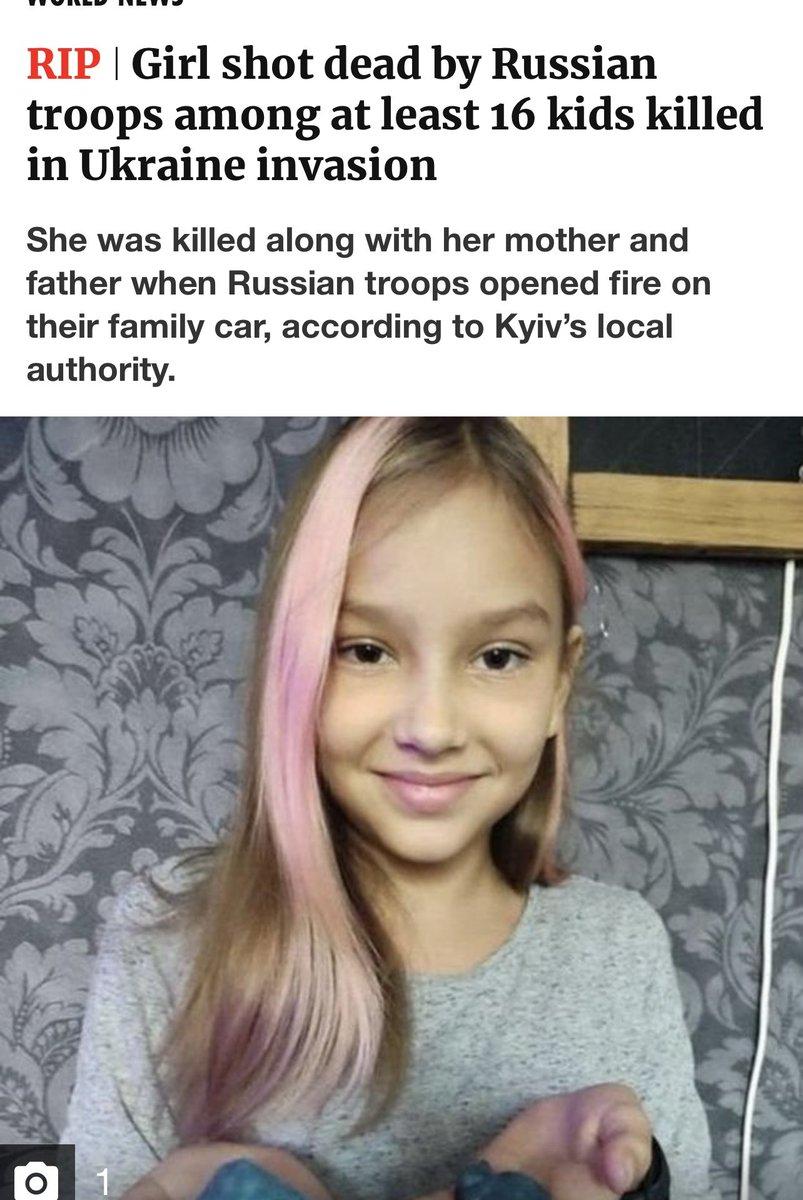 WORLD NEWS
RIP | Girl shot dead by Russian
troops among at least 16 kids killed
in Ukraine invasion
She was killed along with her mother and
father when Russian troops opened fire on
their family car, according to Kyiv’s local
authority.
1